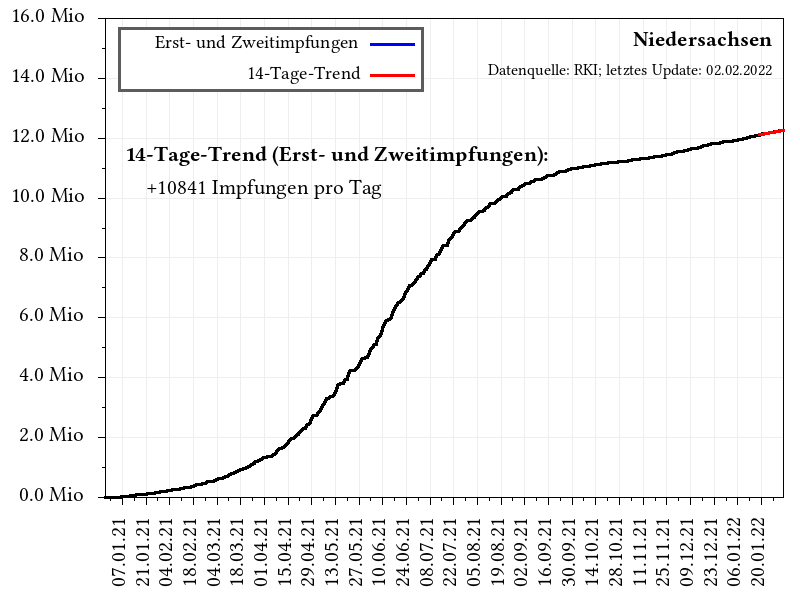 16.0 Mio
14.0 Mio
12.0 Mio
10.0 Mio
8.0 Mio
6.0 Mio
4.0 Mio
2.0 Mio
0.0 Mio
Erst- und Zweitimpfungen
14-Tage-Trend
Niedersachsen
Datenquelle: RKI; letztes Update: 02.02.2022
14-Tage-Trend (Erst- und Zweitimpfungen):
+10841 Impfungen pro Tag
07.01.21
21.01.21
04.02.21
18.02.21
04.03.21
18.03.21
01.04.21
15.04.21
29.04.21
13.05.21
27.05.21
10.06.21
24.06.21
08.07.21
22.07.21
05.08.21
19.08.21
02.09.21
16.09.21
30.09.21
14.10.21
28.10.21
11.11.21
25.11.21
09.12.21
23.12.21
06.01.22
20.01.22